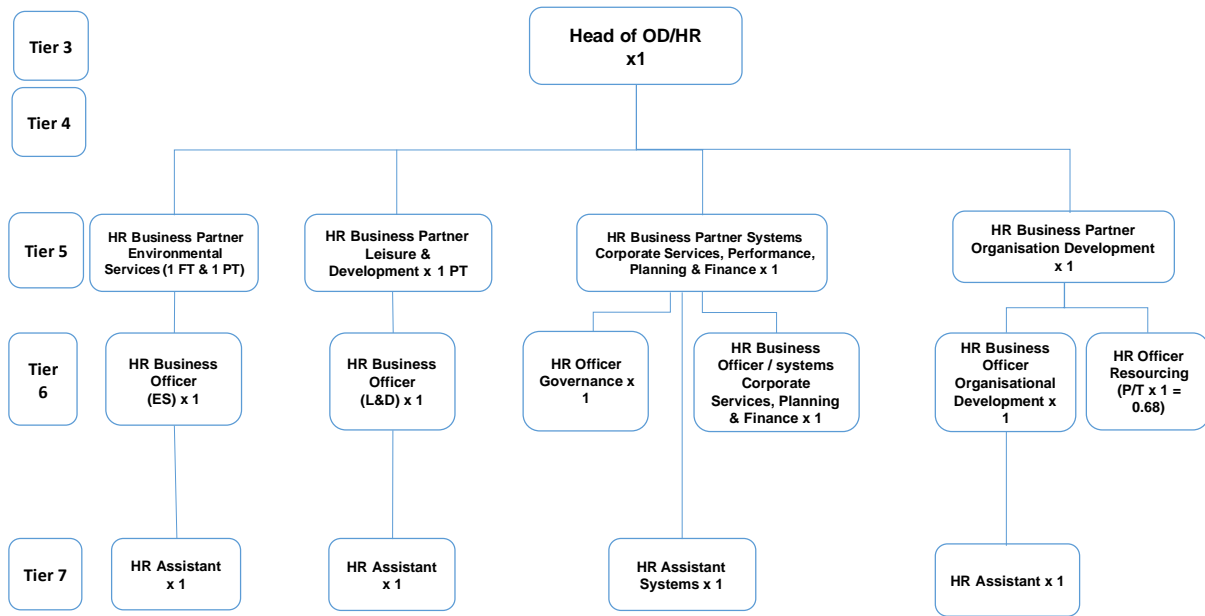 Tier 3
Head of OD/HR
x1
Tier 4
Tier 5
HR Business Partner
Environmental
Services (1 FT & 1 PT)
HR Business Partner
Leisure &
Development x 1 PT
HR Business Partner Systems
Corporate Services, Performance,
Planning & Finance x 1
HR Business Partner
Organisation Development
x 1
Tier
6
HR Business
Officer
(ES) x 1
HR Business
Officer
(L&D) x 1
HR Officer
Governance x
1
HR Business
Officer / systems
Corporate
Services, Planning
& Finance x 1
HR Business
Officer
Organisational
Development x
1
HR Officer
Resourcing
(P/T x 1 =
0.68)
Tier 7
HR Assistant
x 1
HR Assistant
x 1
HR Assistant
Systems x 1
HR Assistant x 1